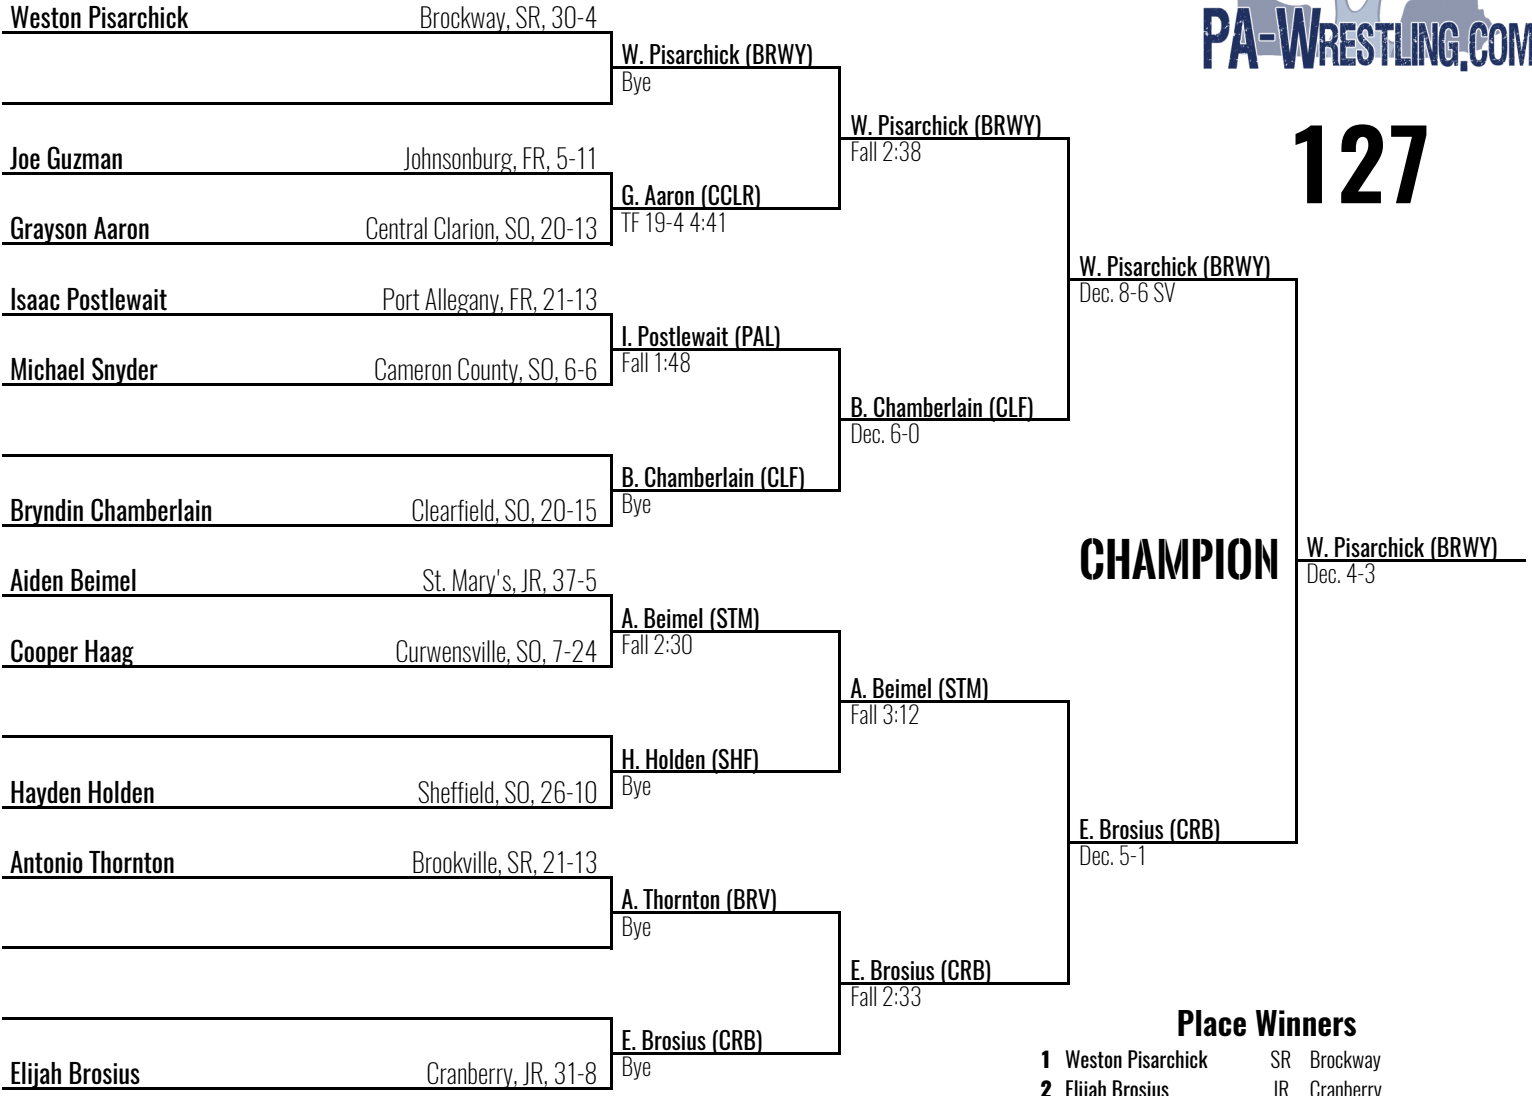 Weston Pisarchick Brockway, SR, 30-4
PA-WRESTLING.COM
W. Pisarchick (BRWY)
Bye
127
W. Pisarchick (BRWY)
Fall 2:38
Joe Guzman Johnsonburg, FR, 5-11
G. Aaron (CCLR)
TF 19-4 4:41
Grayson Aaron Central Clarion, SO, 20-13
W. Pisarchick (BRWY)
Dec. 8-6 SV
Isaac Postlewait Port Allegany, FR, 21-13
I. Postlewait (PAL)
Fall 1:48
Michael Snyder Cameron County, SO, 6-6
B. Chamberlain (CLF)
Dec. 6-0
B. Chamberlain (CLF)
Bye
Bryndin Chamberlain Clearfield, SO, 20-15
CHAMPION
W. Pisarchick (BRWY)
Dec. 4-3
Aiden Beimel St. Mary's, JR, 37-5
A. Beimel (STM)
Fall 2:30
Cooper Haag Curwensville, SO, 7-24
A. Beimel (STM)
Fall 3:12
H. Holden (SHF)
Bye
Hayden Holden Sheffield, SO, 26-10
E. Brosius (CRB)
Dec. 5-1
Antonio Thornton Brookville, SR, 21-13
A. Thornton (BRV)
Bye
E. Brosius (CRB)
Fall 2:33
E. Brosius (CRB)
Bye
Elijah Brosius Cranberry, JR, 31-8
Place Winners
1 Weston Pisarchick SR Brockway
2 Elijah Brosius JR Cranberry